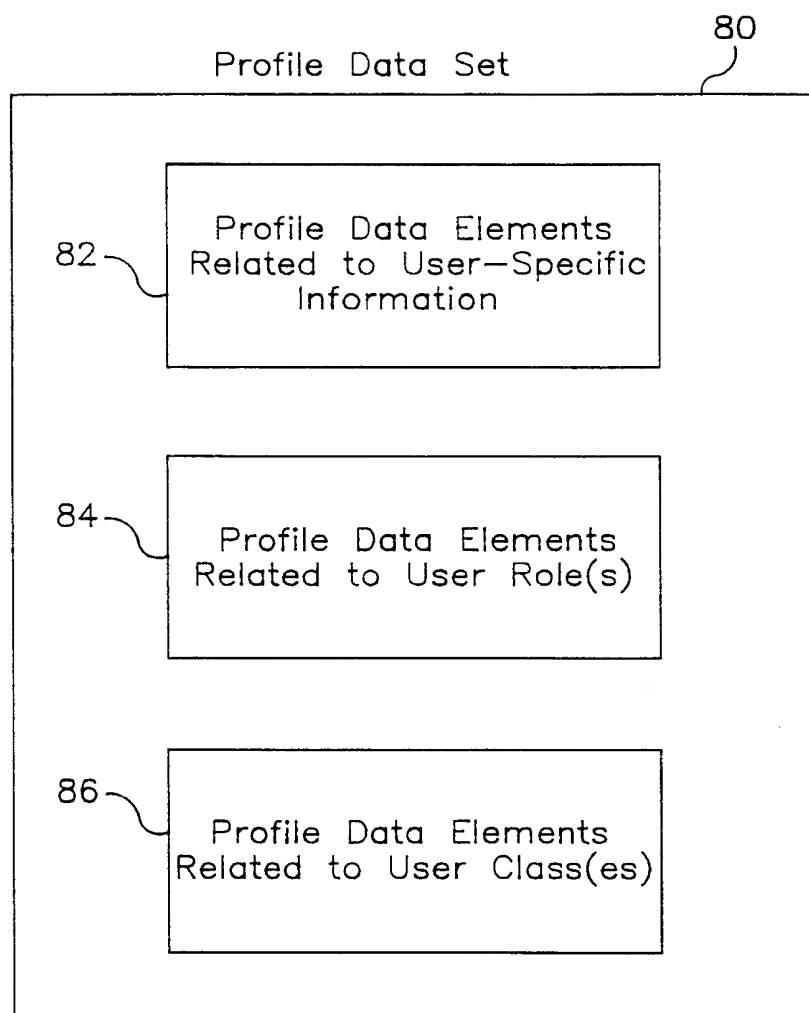 80
Profile Data Set
82
Profile Data Elements
Related to User-Specific
Information
84
Profile Data Elements
Related to User Role(s)
86
Profile Data Elements
Related to User Class(es)